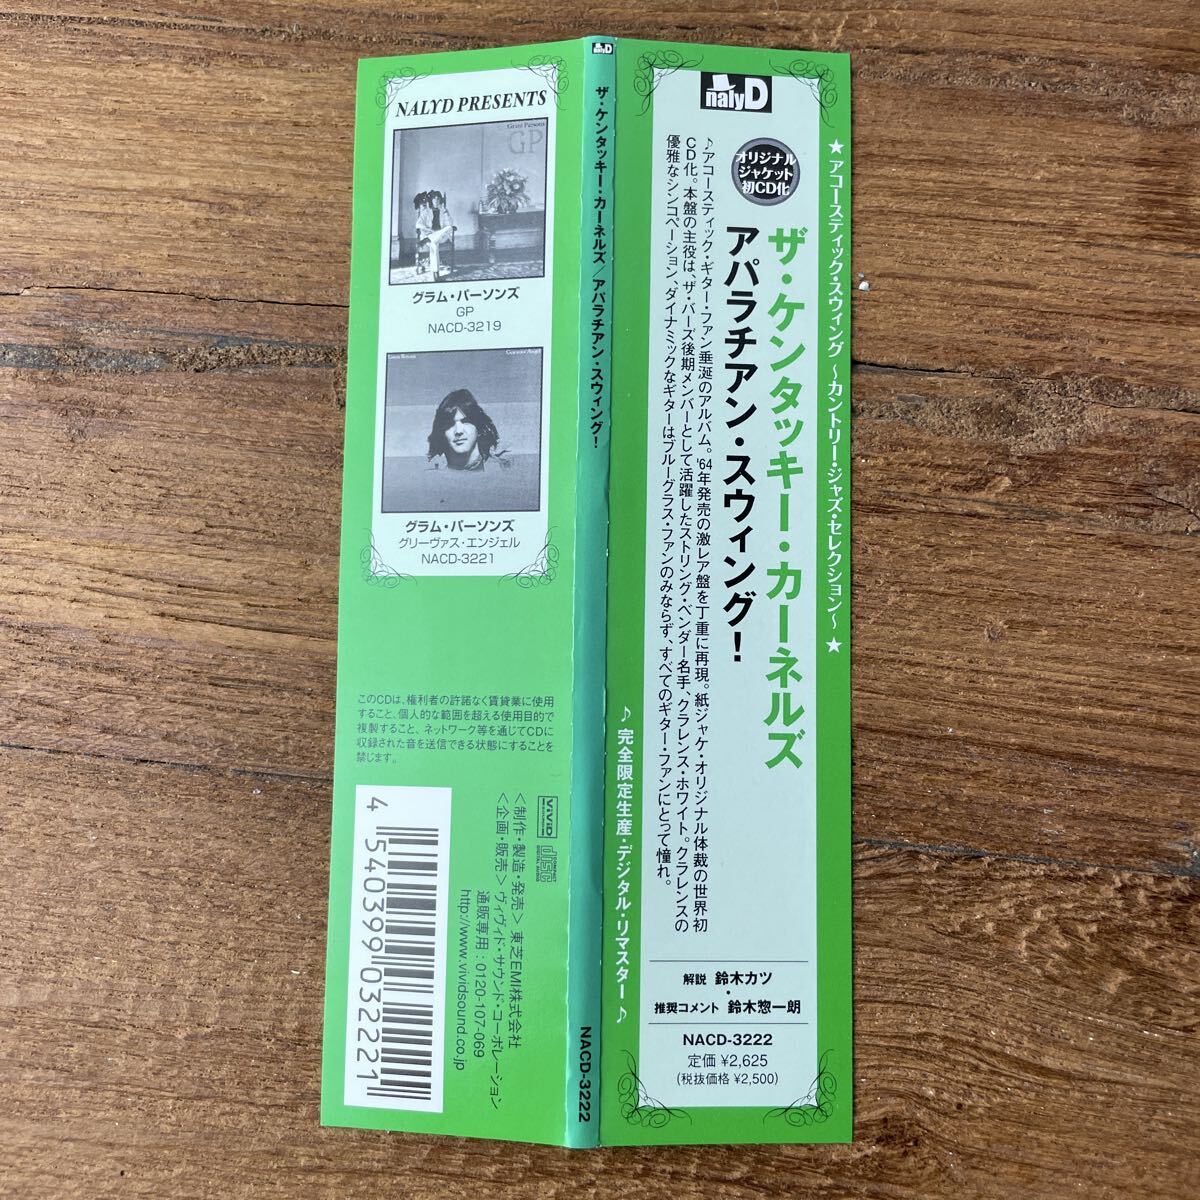 NALYD PRESENTS
Gram Parsons
GP
グラム・パーソンズ
GP
NACD-3219
グラム・パーソンズ
グリーヴァス・エンジェル
NACD-3221
このCDは、権利者の許諾なく賃貸業に使用
すること、個人的な範囲を超える使用目的で
複製すること、ネットワーク等を通じてCDに
収録された音を送信できる状態にすることを
禁じます。
4 540399 032221
ViViD
COMPACT
disc
DIGITAL AUDIO
<制作・製造・発売>東芝EMI株式会社
<企画・販売>ヴィヴィド・サウンド・コーポレーション
通販専用:0120-107-069
http://www.vividsound.co.jp
nalyD
ザ・ケンタッキー・カーネルズ/アパラチアン・スウィング!
NACD-3222
nalyD
オリジナル
ジャケット
初CD化
★アコースティック・スウィング～カントリー・ジャズ・セレクション～★
ザ・ケンタッキー・カーネルズ
アパラチアン・スウィング!
♪アコースティック・ギター・ファン垂涎のアルバム。'64年発売の激レア盤を丁重に再現。紙ジャケ・オリジナル体裁の世界初
CD化。本盤の主役は、ザ・バーズ後期メンバーとして活躍したストリング・ベンダー名手、クラレンス・ホワイト。クラレンスの
優雅なシンコペーション、ダイナミックなギターはブルーグラス・ファンのみならず、すべてのギター・ファンにとって憧れ。
♪完全限定生産・デジタル・リマスター♪
解説 鈴木カツ
・
推奨コメント 鈴木惣一朗
NACD-3222
定価 ¥2,625
(税抜価格 ¥2,500)